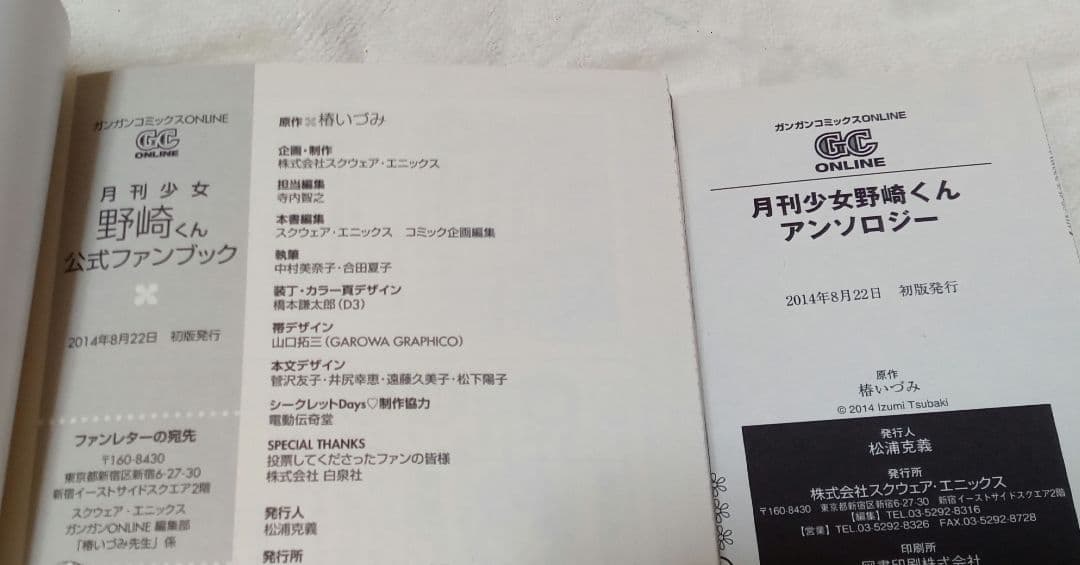 ガンガンコミックスONLINE
GC
ONLINE
月刊少女
野崎くん
公式ファンブック
2014年8月22日 初版発行
ファンレターの宛先
〒160-8430
東京都新宿区新宿6-27-30
新宿イーストサイドスクエア2階
スクウェア・エニックス
ガンガンONLINE 編集部
「椿いづみ先生」係
原作 椿いづみ
企画・制作
株式会社スクウェア・エニックス
担当編集
寺内智之
本書編集
スクウェア・エニックス コミック企画編集
執筆
中村美奈子・合田夏子
装丁・カラー頁デザイン
橋本謙太郎(D3)
帯デザイン
山口拓三(GAROWA GRAPHICO)
本文デザイン
菅沢友子・井尻幸恵・遠藤久美子・松下陽子
シークレットDays♡制作協力
電動伝奇堂
SPECIAL THANKS
投票してくださったファンの皆様
株式会社 白泉社
発行人
松浦克義
発行所
ガンガンコミックスONLINE
GC
ONLINE
月刊少女野崎くん
アンソロジー
2014年8月22日 初版発行
原作
椿いづみ
© 2014 Izumi Tsubaki
発行人
松浦克義
発行所
株式会社スクウェア・エニックス
〒160-8430 東京都新宿区新宿6-27-30 新宿イーストサイドスクエア2階
【編集】TEL.03-5292-8316
【営業】TEL.03-5292-8326 FAX.03-5292-8728
印刷所
図書印刷株式会社